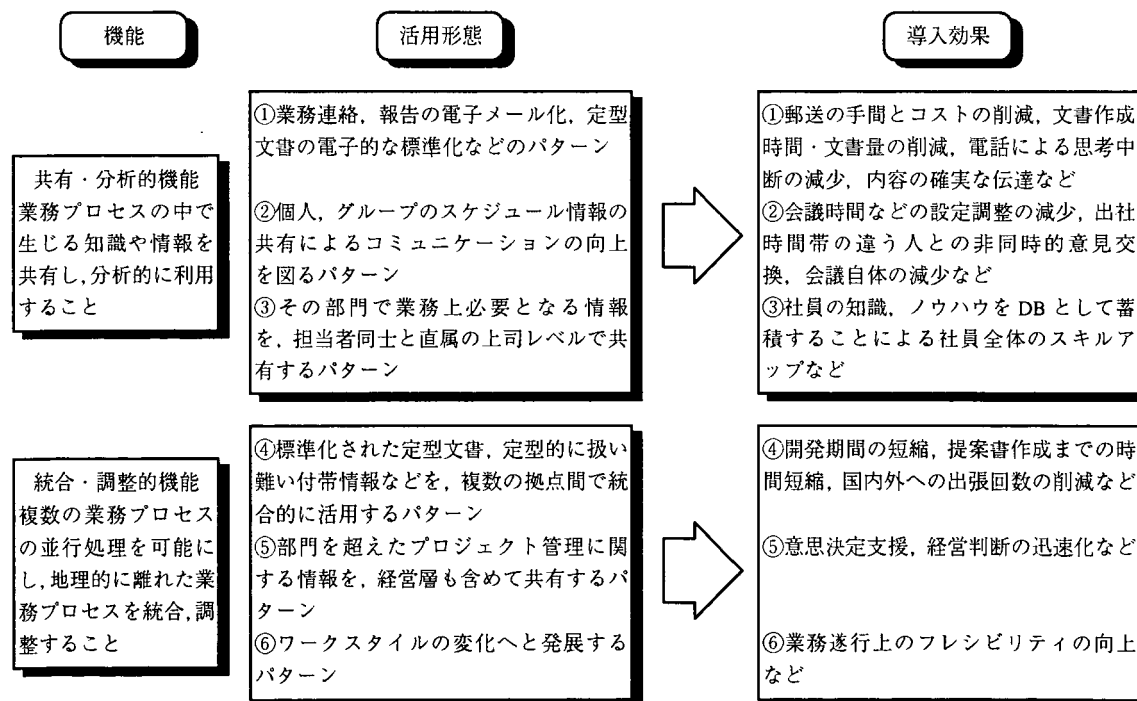 機能
活用形態
導入効果
共有・分析的機能
業務プロセスの中で
生じる知識や情報を
共有し,分析的に利用
すること
①業務連絡，報告の電子メール化，定型
文書の電子的な標準化などのパターン
②個人，グループのスケジュール情報の
共有によるコミュニケーションの向上
を図るパターン
③その部門で業務上必要となる情報
を，担当者同士と直属の上司レベルで共
有するパターン
①郵送の手間とコストの削減，文書作成
時間・文書量の削減，電話による思考中
断の減少，内容の確実な伝達など
②会議時間などの設定調整の減少，出社
時間帯の違う人との非同時的意見交
換，会議自体の減少など
③社員の知識，ノウハウを DB として蓄
積することによる社員全体のスキルア
ップなど
統合・調整的機能
複数の業務プロセス
の並行処理を可能に
し,地理的に離れた業
務プロセスを統合,調
整すること
④標準化された定型文書，定型的に扱い
難い付帯情報などを，複数の拠点間で統
合的に活用するパターン
⑤部門を超えたプロジェクト管理に関
する情報を，経営層も含めて共有するパ
ターン
⑥ワークスタイルの変化へと発展する
パターン
④開発期間の短縮，提案書作成までの時
間短縮，国内外への出張回数の削減など
⑤意思決定支援，経営判断の迅速化など
⑥業務遂行上のフレシビリティの向上
など